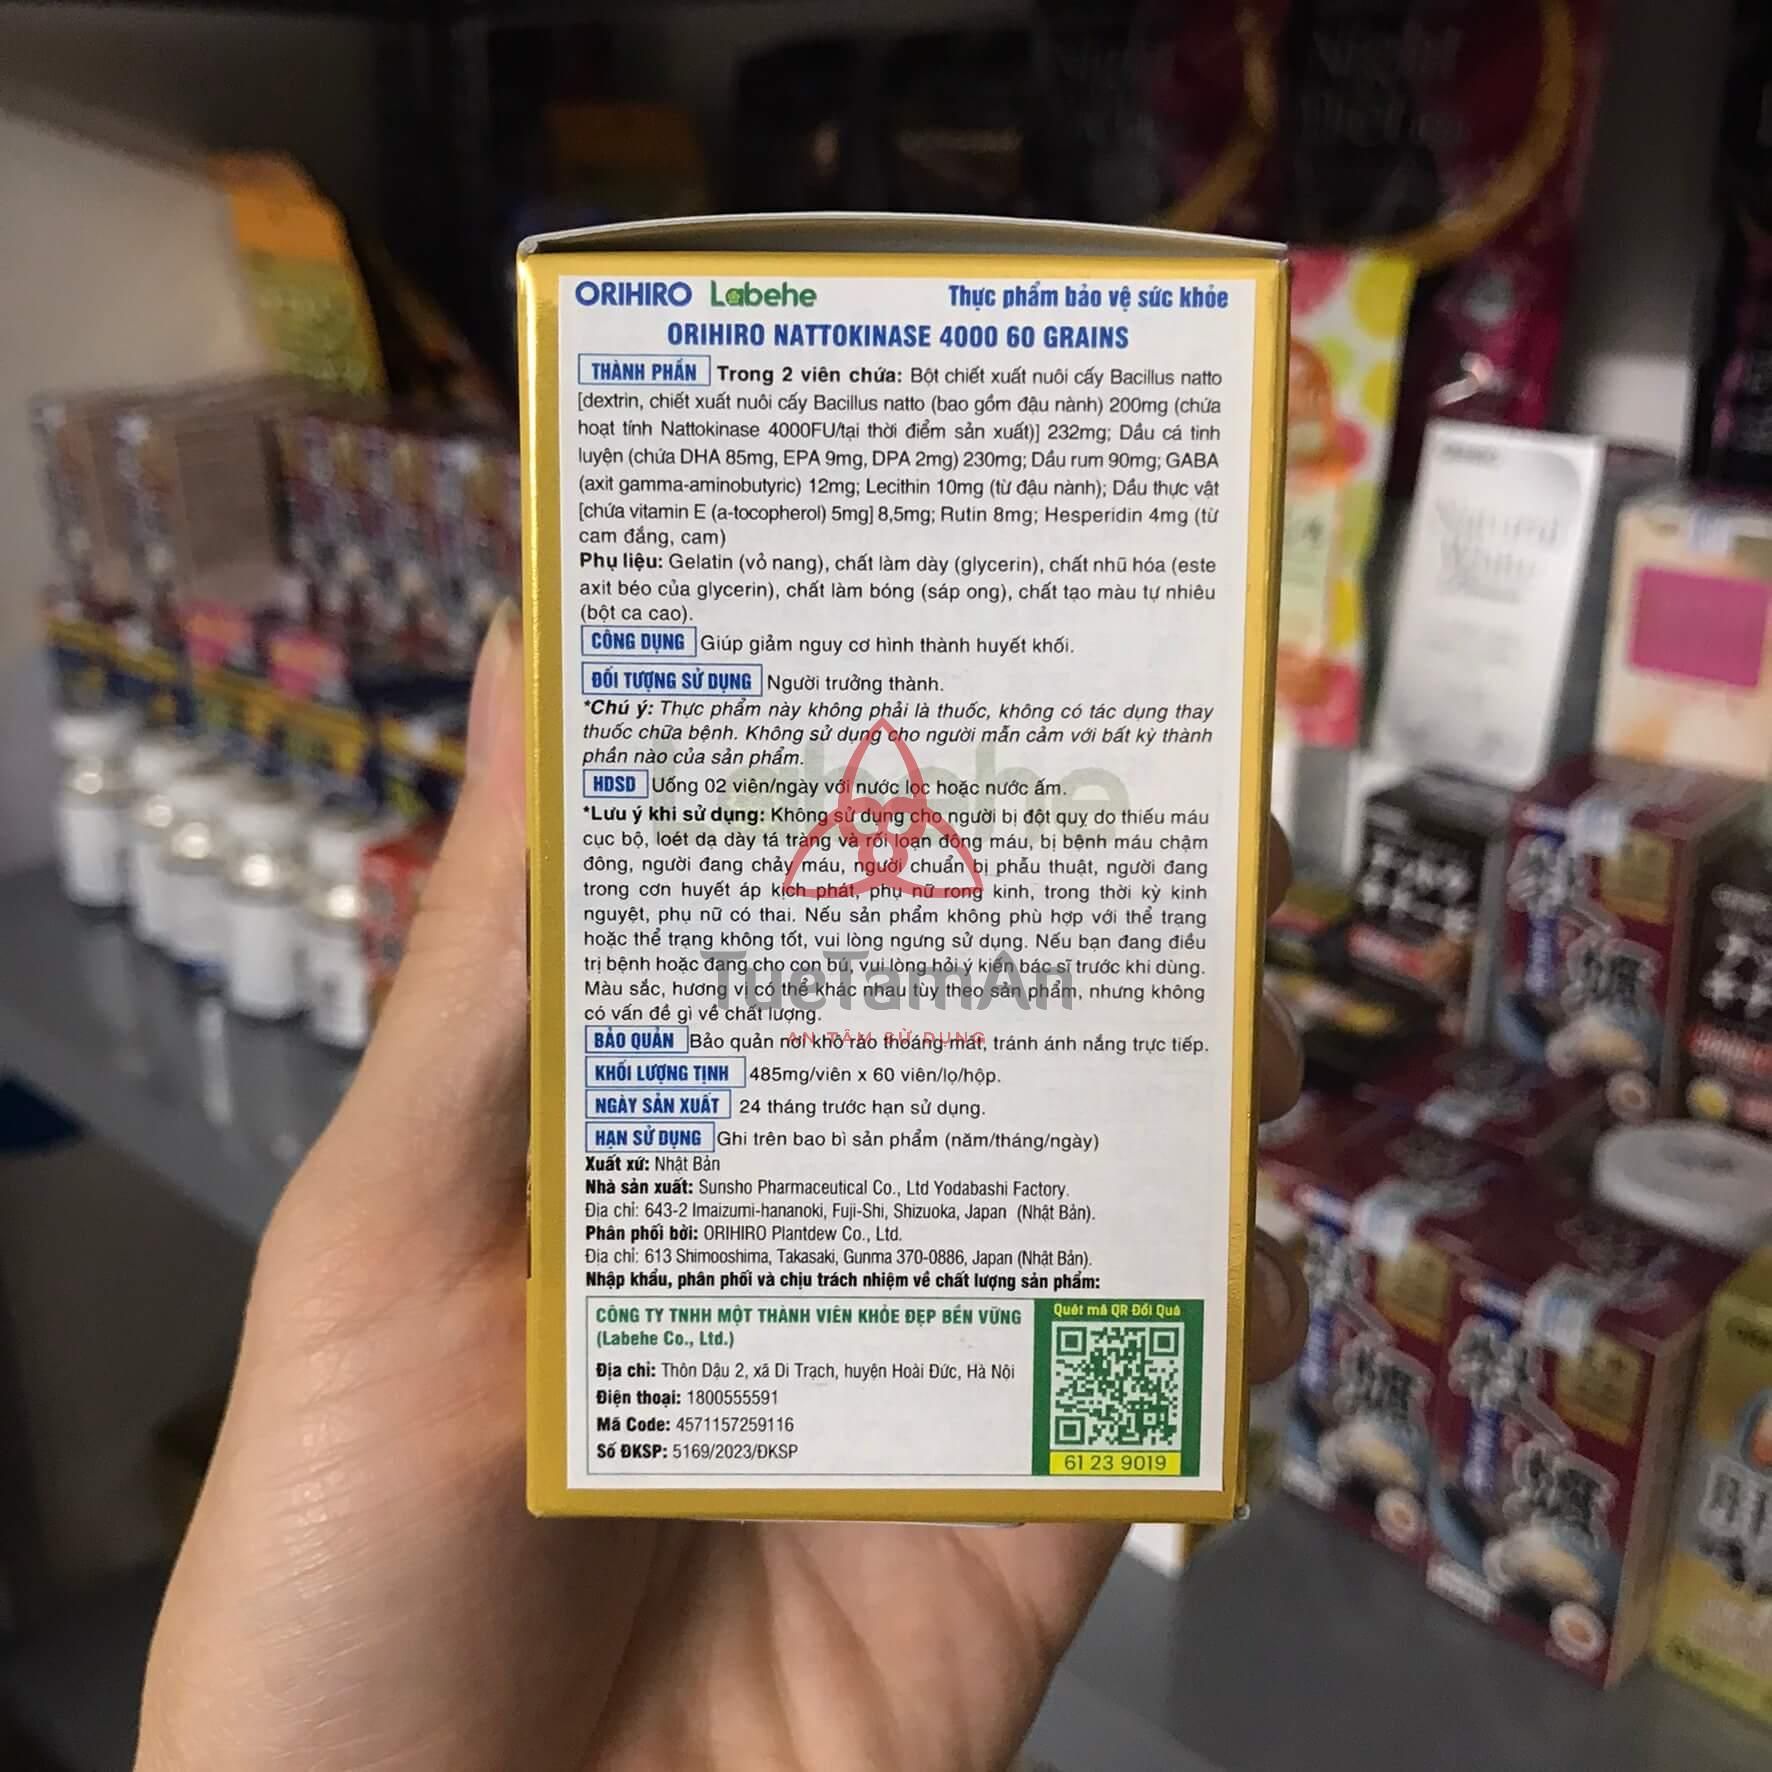 ORIHIRO Labehe Thực phẩm bảo vệ sức khỏe
ORIHIRO NATTOKINASE 4000 60 GRAINS
THÀNH PHẦN Trong 2 viên chứa: Bột chiết xuất nuôi cấy Bacillus natto
[dextrin, chiết xuất nuôi cấy Bacillus natto (bao gồm đậu nành) 200mg (chứa
hoạt tính Nattokinase 4000FU/tại thời điểm sản xuất)] 232mg; Dầu cá tinh
luyện (chứa DHA 85mg, EPA 9mg, DPA 2mg) 230mg; Dầu rum 90mg; GABA
(axit gamma-aminobutyric) 12mg; Lecithin 10mg (từ đậu nành); Dầu thực vật
[chứa vitamin E (a-tocopherol) 5mg] 8,5mg; Rutin 8mg; Hesperidin 4mg (từ
cam đắng, cam)
Phụ liệu: Gelatin (vỏ nang), chất làm dày (glycerin), chất nhũ hóa (este
axit béo của glycerin), chất làm bóng (sáp ong), chất tạo màu tự nhiêu
(bột ca cao).
CÔNG DỤNG Giúp giảm nguy cơ hình thành huyết khối.
ĐỐI TƯỢNG SỬ DỤNG Người trưởng thành.
*Chú ý: Thực phẩm này không phải là thuốc, không có tác dụng thay
thuốc chữa bệnh. Không sử dụng cho người mẫn cảm với bất kỳ thành
phần nào của sản phẩm.
HDSD Uống 02 viên/ngày với nước lọc hoặc nước ấm.
*Lưu ý khi sử dụng: Không sử dụng cho người bị đột quỵ do thiếu máu
cục bộ, loét dạ dày tá tràng và rối loạn đông máu, bị bệnh máu chậm
đông, người đang chảy máu, người chuẩn bị phẫu thuật, người đang
trong cơn huyết áp kịch phát, phụ nữ rong kinh, trong thời kỳ kinh
nguyệt, phụ nữ có thai. Nếu sản phẩm không phù hợp với thể trạng
hoặc thể trạng không tốt, vui lòng ngưng sử dụng. Nếu bạn đang điều
trị bệnh hoặc đang cho con bú, vui lòng hỏi ý kiến bác sĩ trước khi dùng.
Màu sắc, hương vị có thể khác nhau tùy theo sản phẩm, nhưng không
có vấn đề gì về chất lượng.
BẢO QUẢN Bảo quản nơi khô ráo thoáng mát, tránh ánh nắng trực tiếp.
KHỐI LƯỢNG TỊNH 485mg/viên x 60 viên/lọ/hộp.
NGÀY SẢN XUẤT 24 tháng trước hạn sử dụng.
HẠN SỬ DỤNG Ghi trên bao bì sản phẩm (năm/tháng/ngày)
Xuất xứ: Nhật Bản
Nhà sản xuất: Sunsho Pharmaceutical Co., Ltd Yodabashi Factory.
Địa chỉ: 643-2 Imaizumi-hananoki, Fuji-Shi, Shizuoka, Japan (Nhật Bản).
Phân phối bởi: ORIHIRO Plantdew Co., Ltd.
Địa chỉ: 613 Shimooshima, Takasaki, Gunma 370-0886, Japan (Nhật Bản).
Nhập khẩu, phân phối và chịu trách nhiệm về chất lượng sản phẩm:
CÔNG TY TNHH MỘT THÀNH VIÊN KHỎE ĐẸP BỀN VỮNG
(Labehe Co., Ltd.)
Địa chỉ: Thôn Dậu 2, xã Di Trạch, huyện Hoài Đức, Hà Nội
Điện thoại: 1800555591
Mã Code: 4571157259116
Số ĐKSP: 5169/2023/ĐKSP
Quét mã QR Đổi Quà
61 23 9019
Labehe
TueTamAn
AN TÂM SỬ DỤNG
Natural
White